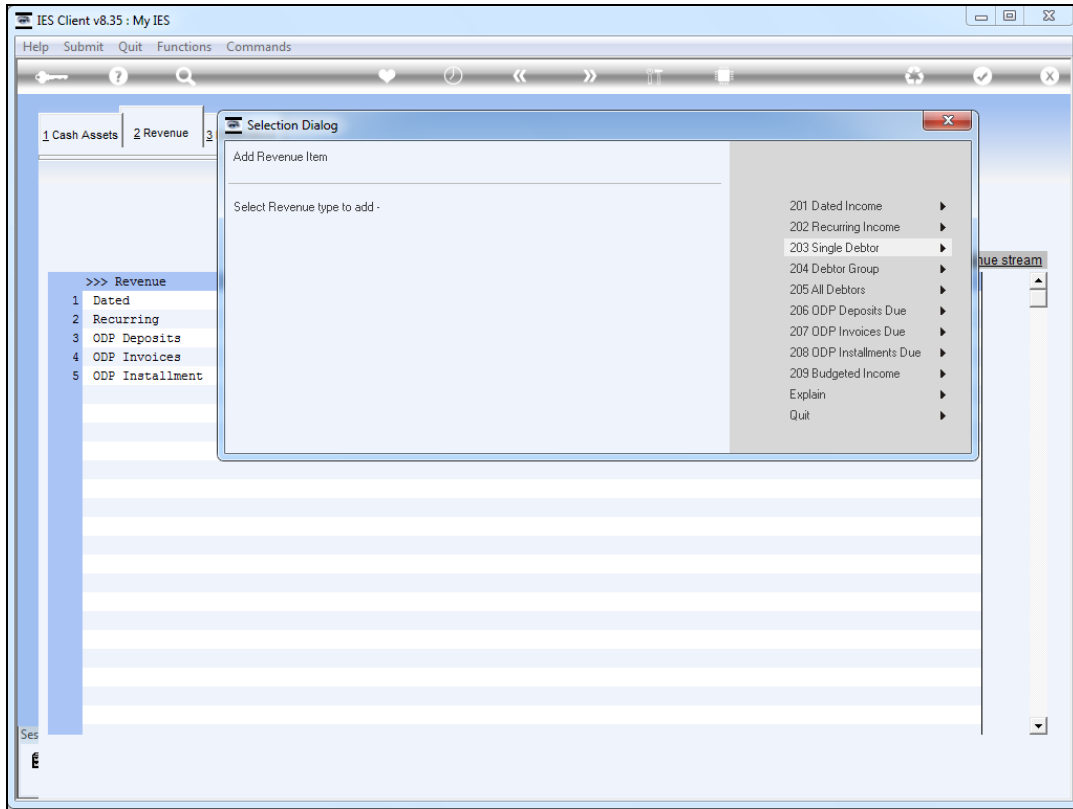 IES Client v8.35 : My IES
Help Submit Quit Functions Commands
1 Cash Assets
2 Revenue
3
Selection Dialog
Add Revenue Item
Select Revenue type to add -
201 Dated Income
202 Recurring Income
203 Single Debtor
204 Debtor Group
205 All Debtors
206 ODP Deposits Due
207 ODP Invoices Due
208 ODP Installments Due
209 Budgeted Income
Explain
Quit
nue stream
>>> Revenue
1 Dated
2 Recurring
3 ODP Deposits
4 ODP Invoices
5 ODP Installment
Ses